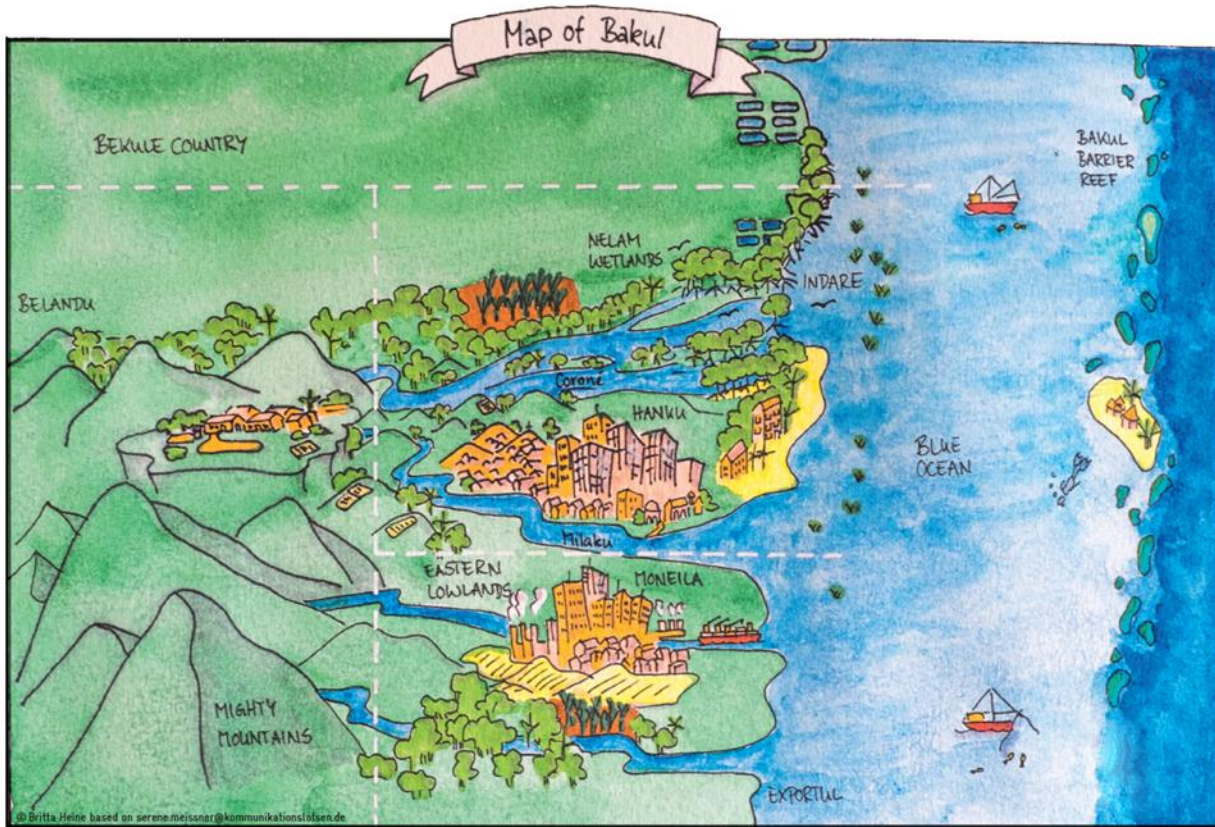 Map of Bakul
BEKULE COUNTRY
BAKUL
BARRIER
REEF
NELAM
WETLANDS
INDARE
BELANDU
Corone
HANKU
BLUE
OCEAN
Milaku
EASTERN
LOWLANDS
MONEILA
MIGHTY
MOUNTAINS
EXPORTUL
© Britta Heine based on serene.meissner@kommunikationslotsen.de